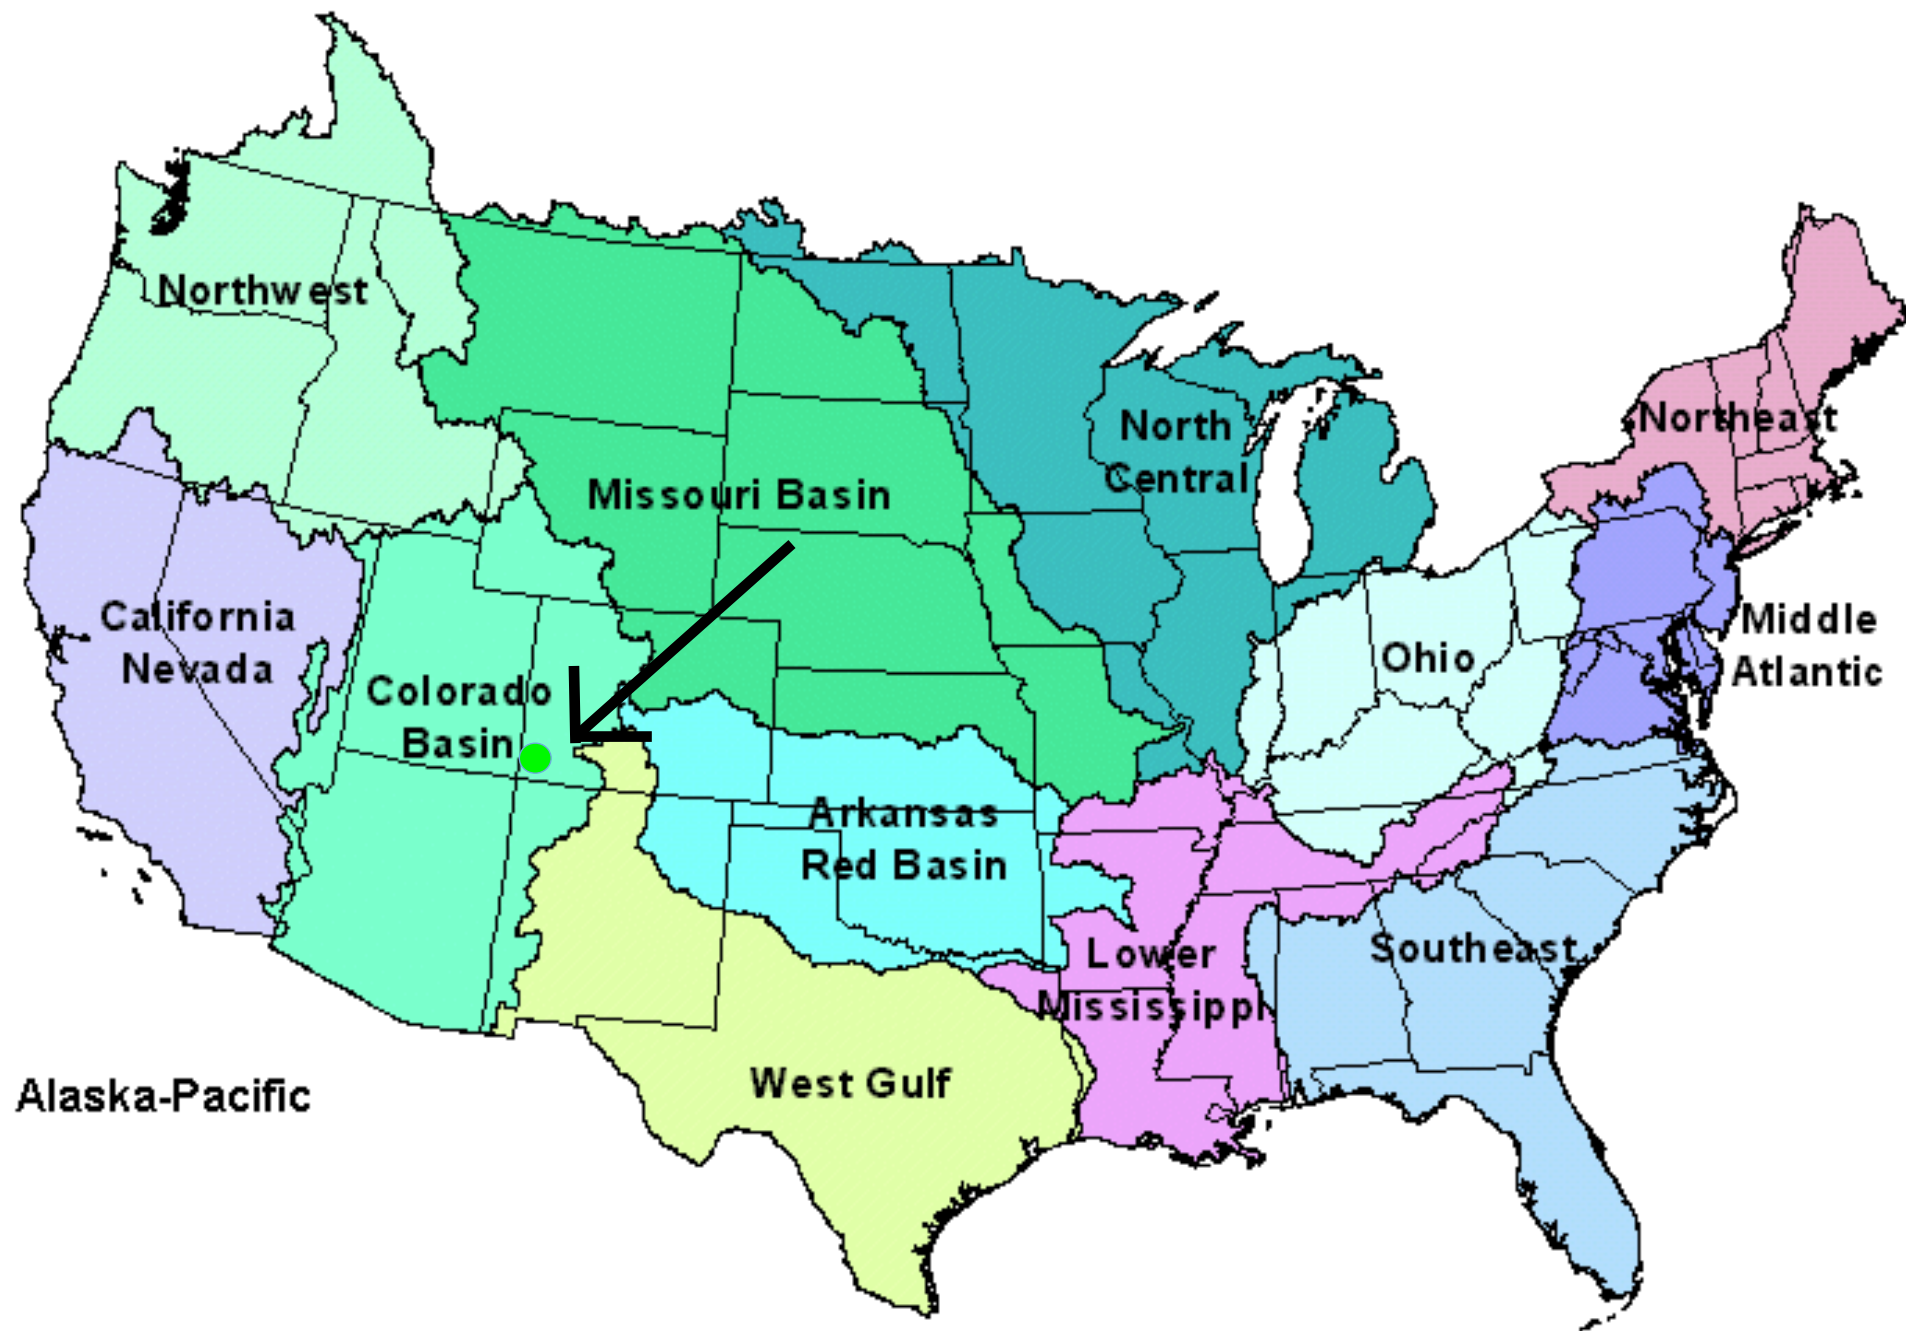 Northwest
Missouri Basin
North
Central
Northeast
California
Nevada
Colorado
Basin
Ohio
Middle
Atlantic
Arkansas
Red Basin
Lower
Mississippi
Southeast
West Gulf
Alaska-Pacific